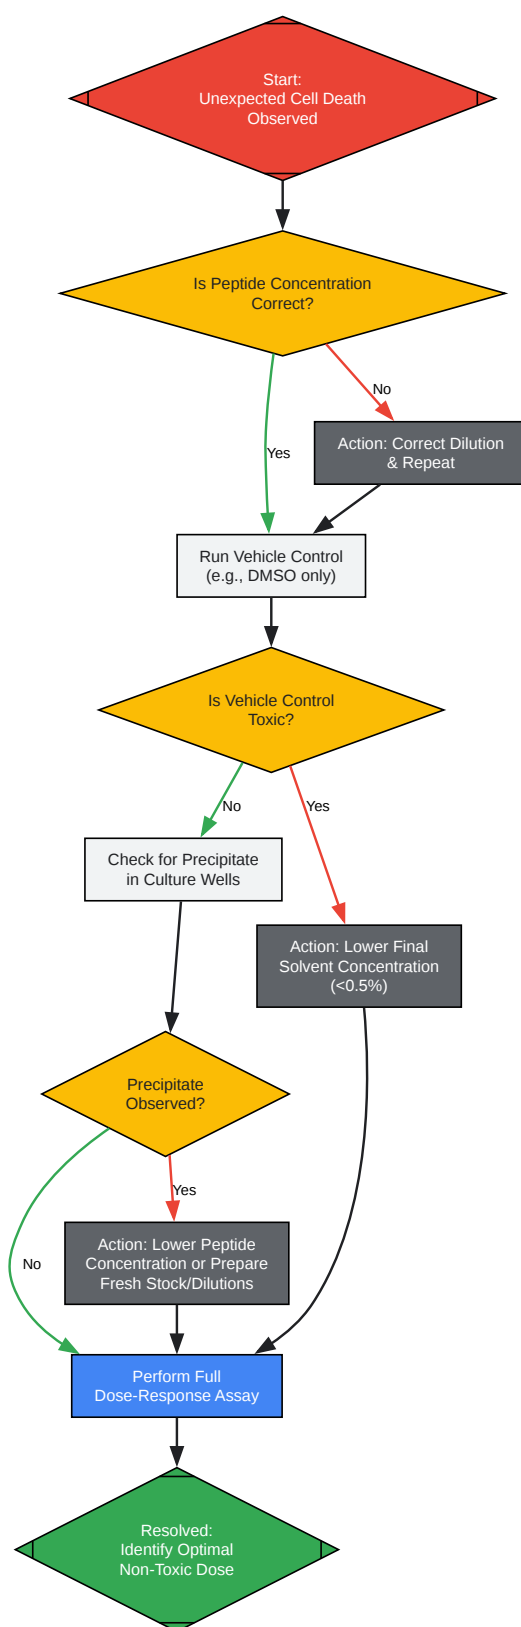 Start:
Unexpected Cell Death
Observed
Is Peptide Concentration
Correct?
No
Action: Correct Dilution
& Repeat
Yes
Run Vehicle Control
(e.g., DMSO only)
Is Vehicle Control
Toxic?
No
Yes
Check for Precipitate
in Culture Wells
Action: Lower Final
Solvent Concentration
(<0.5%)
Precipitate
Observed?
Yes
No
Action: Lower Peptide
Concentration or Prepare
Fresh Stock/Dilutions
Perform Full
Dose-Response Assay
Resolved:
Identify Optimal
Non-Toxic Dose